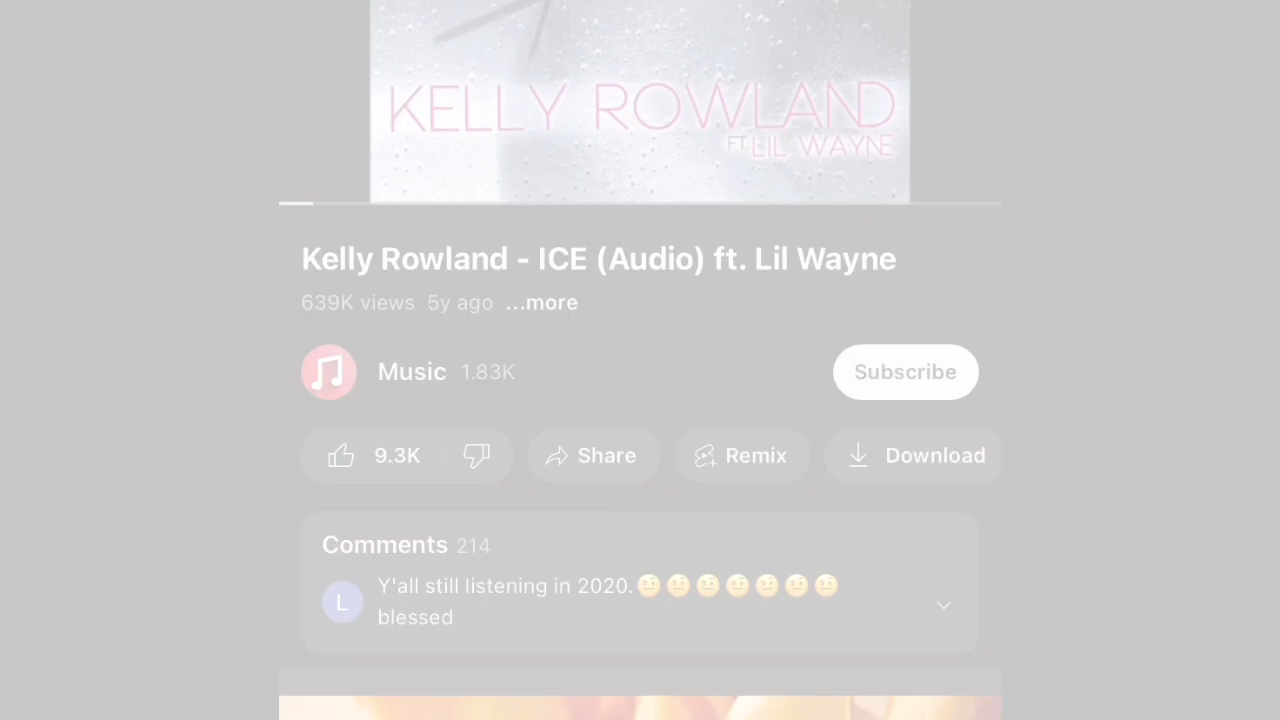 KELLY ROWLAND
FT. LIL WAYNE
Kelly Rowland - ICE (Audio) ft. Lil Wayne
639K views 5y ago ...more
Music 1.83K
Subscribe
9.3K
Share
Remix
Download
Comments 214
L
Y'all still listening in 2020.🤨🤨🤨🤨🤨🤨🤨
blessed